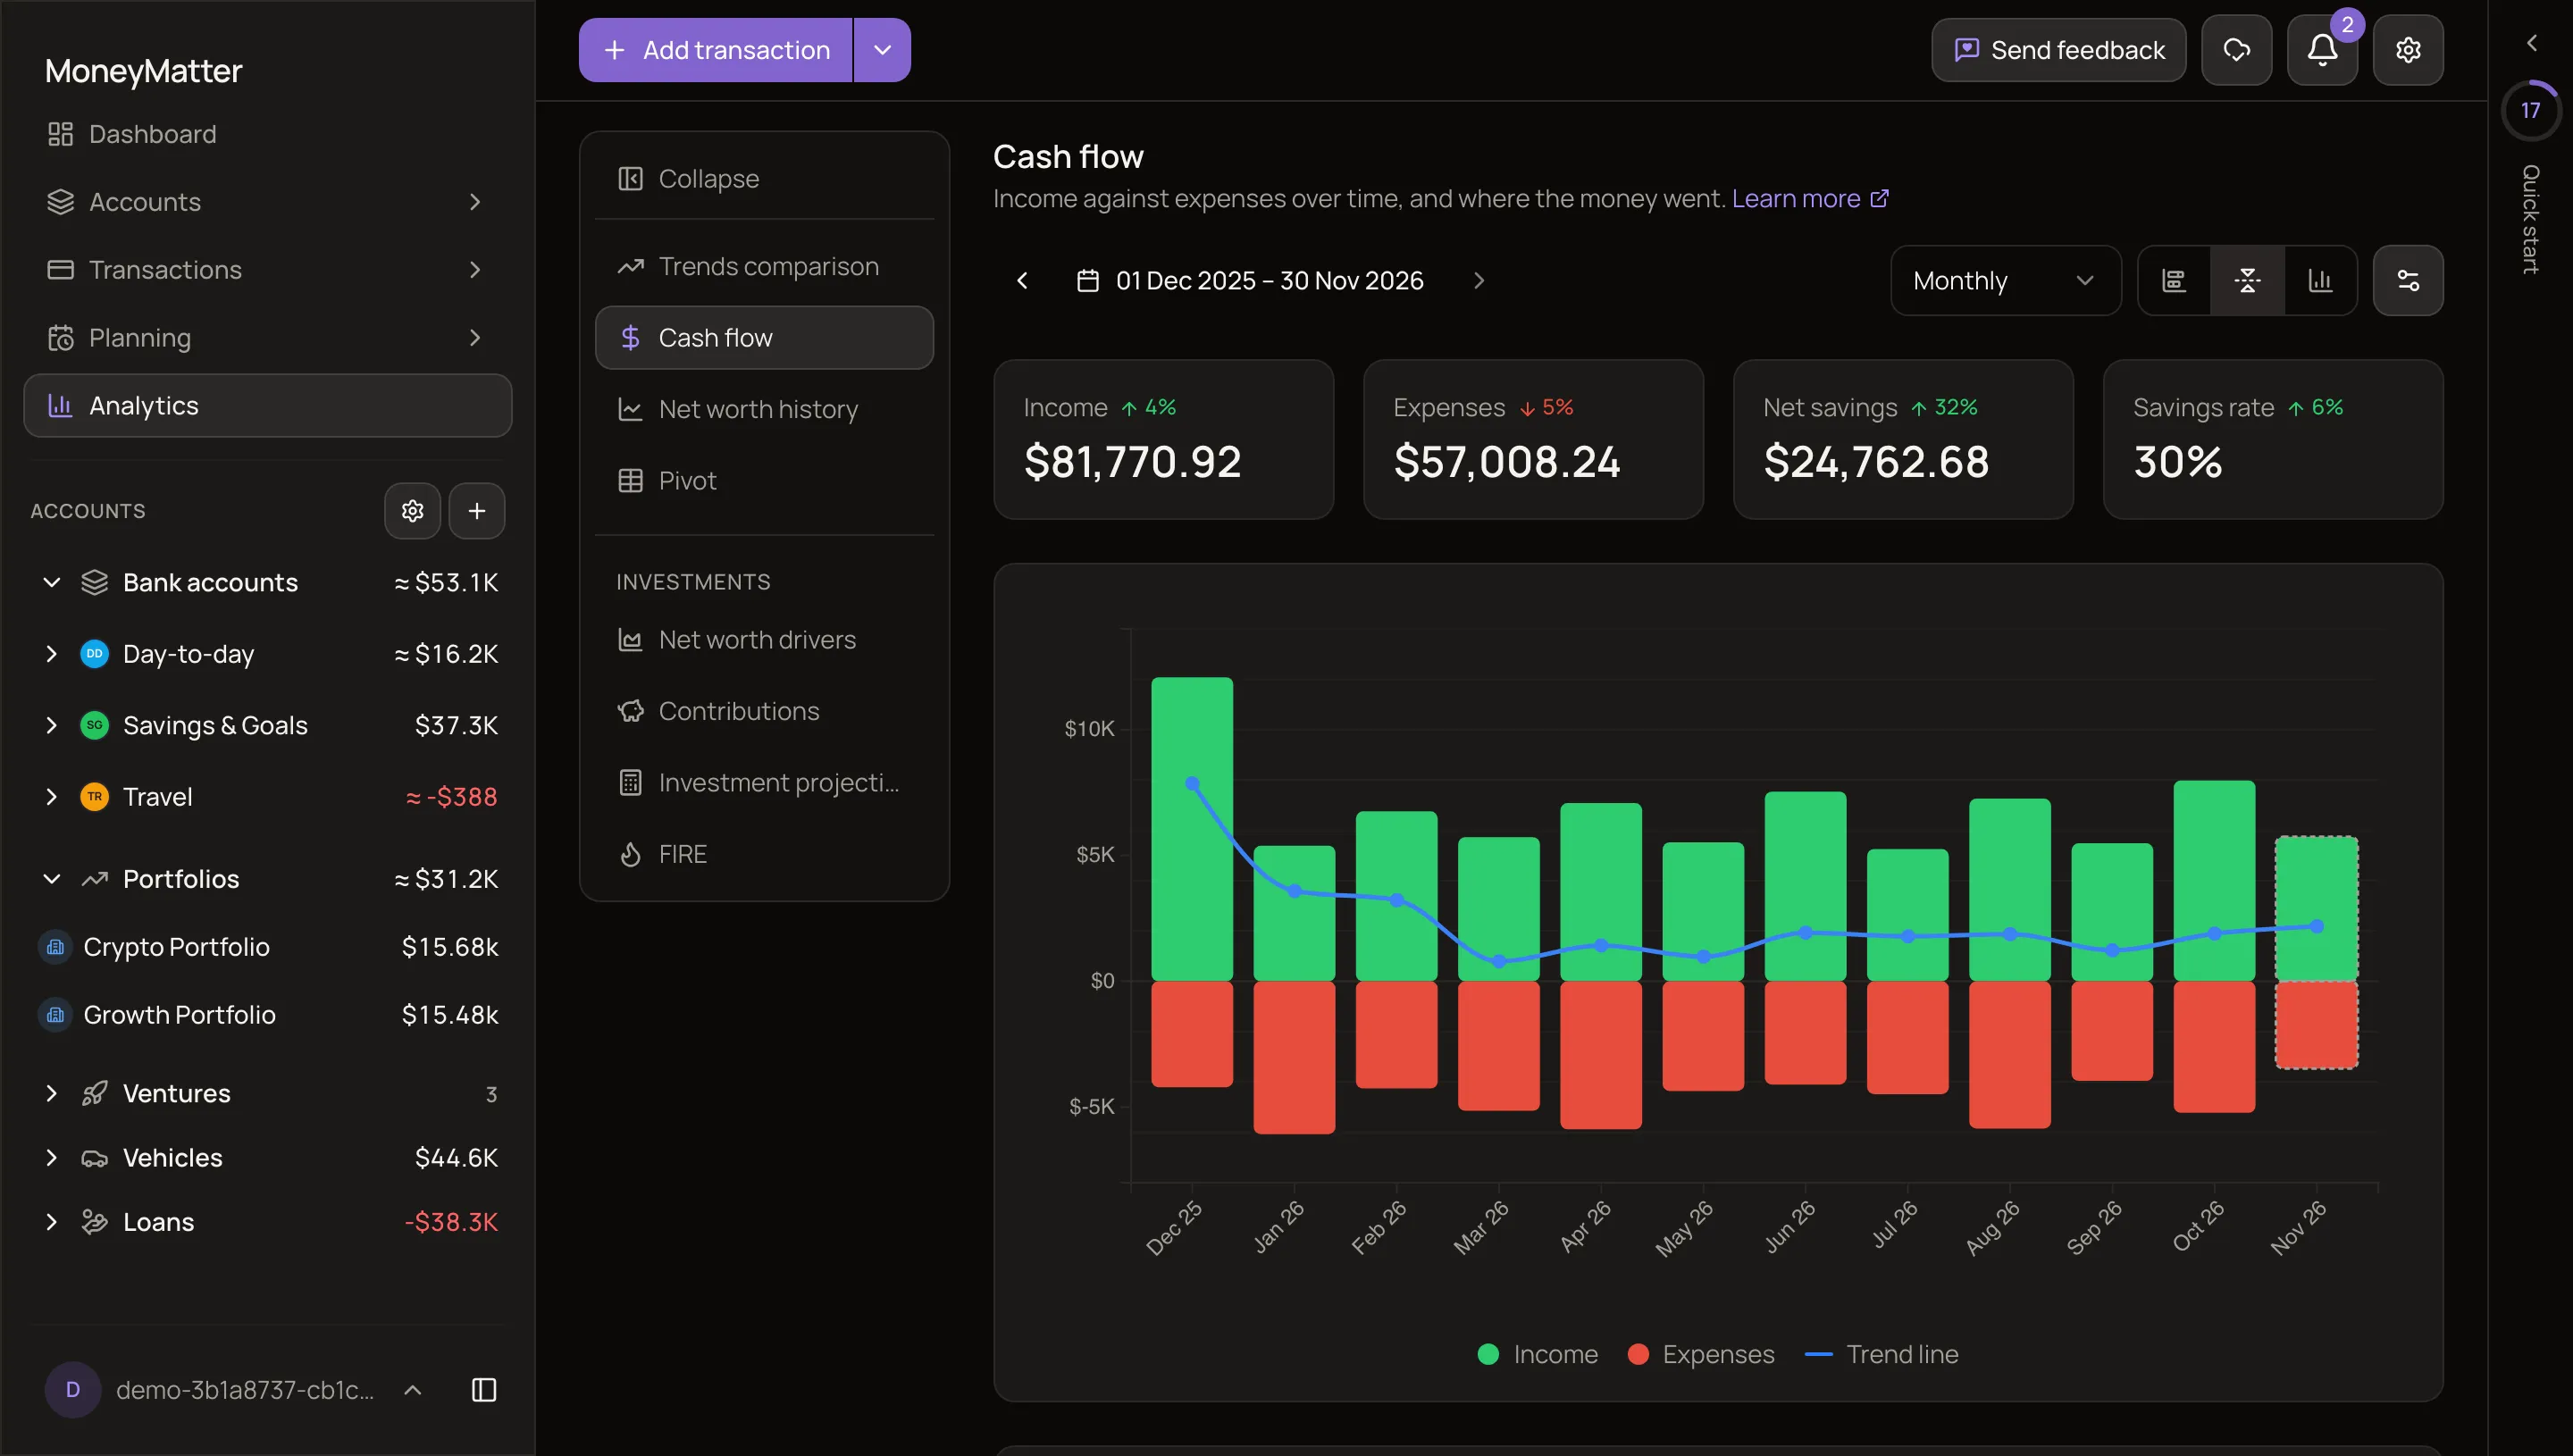 MoneyMatter
Dashboard
Accounts
Transactions
Planning
Analytics
ACCOUNTS
Bank accounts ≈ $53.1K
DD Day-to-day ≈ $16.2K
SG Savings & Goals $37.3K
TR Travel ≈ -$388
Portfolios ≈ $31.2K
Crypto Portfolio $15.68k
Growth Portfolio $15.48k
Ventures 3
Vehicles $44.6K
Loans -$38.3K
D demo-3b1a8737-cb1c...
+ Add transaction
Send feedback
2
Collapse
Trends comparison
Cash flow
Net worth history
Pivot
INVESTMENTS
Net worth drivers
Contributions
Investment projecti...
FIRE
Cash flow
Income against expenses over time, and where the money went. Learn more
01 Dec 2025 – 30 Nov 2026
Monthly
Income ↑ 4%
$81,770.92
Expenses ↓ 5%
$57,008.24
Net savings ↑ 32%
$24,762.68
Savings rate ↑ 6%
30%
$10K
$5K
$0
$-5K
Dec 25
Jan 26
Feb 26
Mar 26
Apr 26
May 26
Jun 26
Jul 26
Aug 26
Sep 26
Oct 26
Nov 26
Income
Expenses
Trend line
17
Quick start